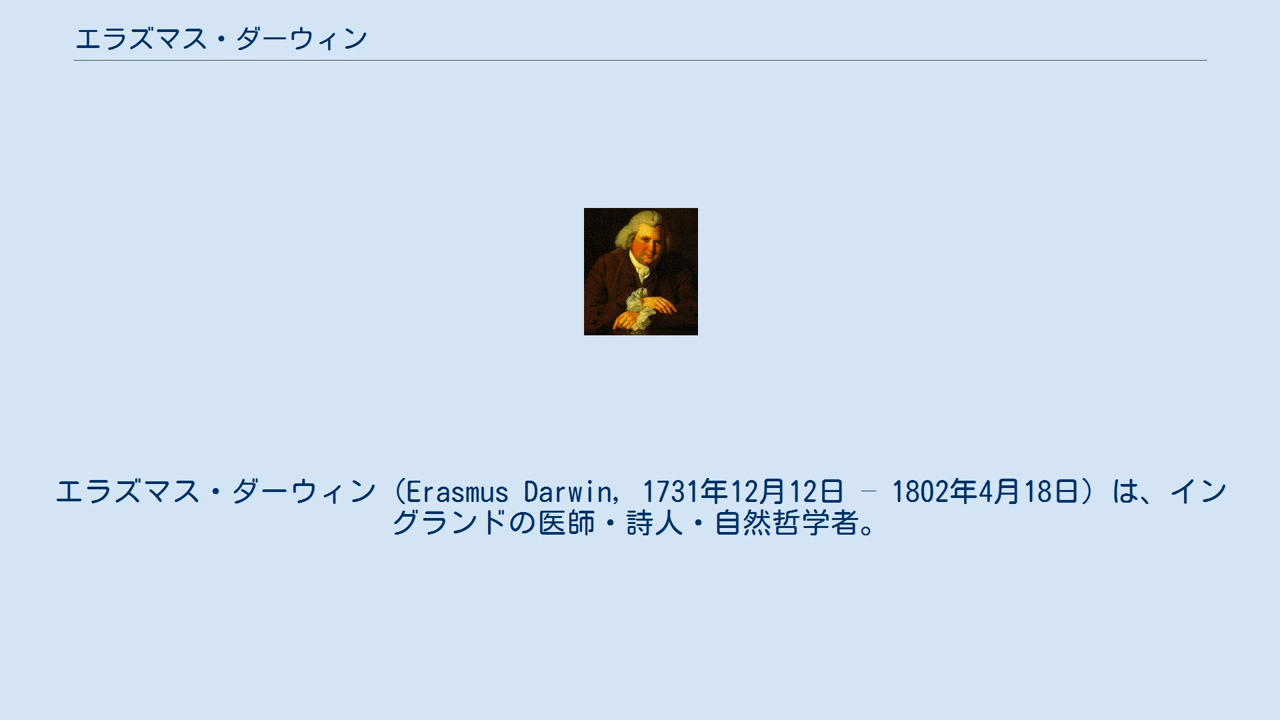 エラズマス・ダーウィン
エラズマス・ダーウィン（Erasmus Darwin, 1731年12月12日 – 1802年4月18日）は、イン
グランドの医師・詩人・自然哲学者。